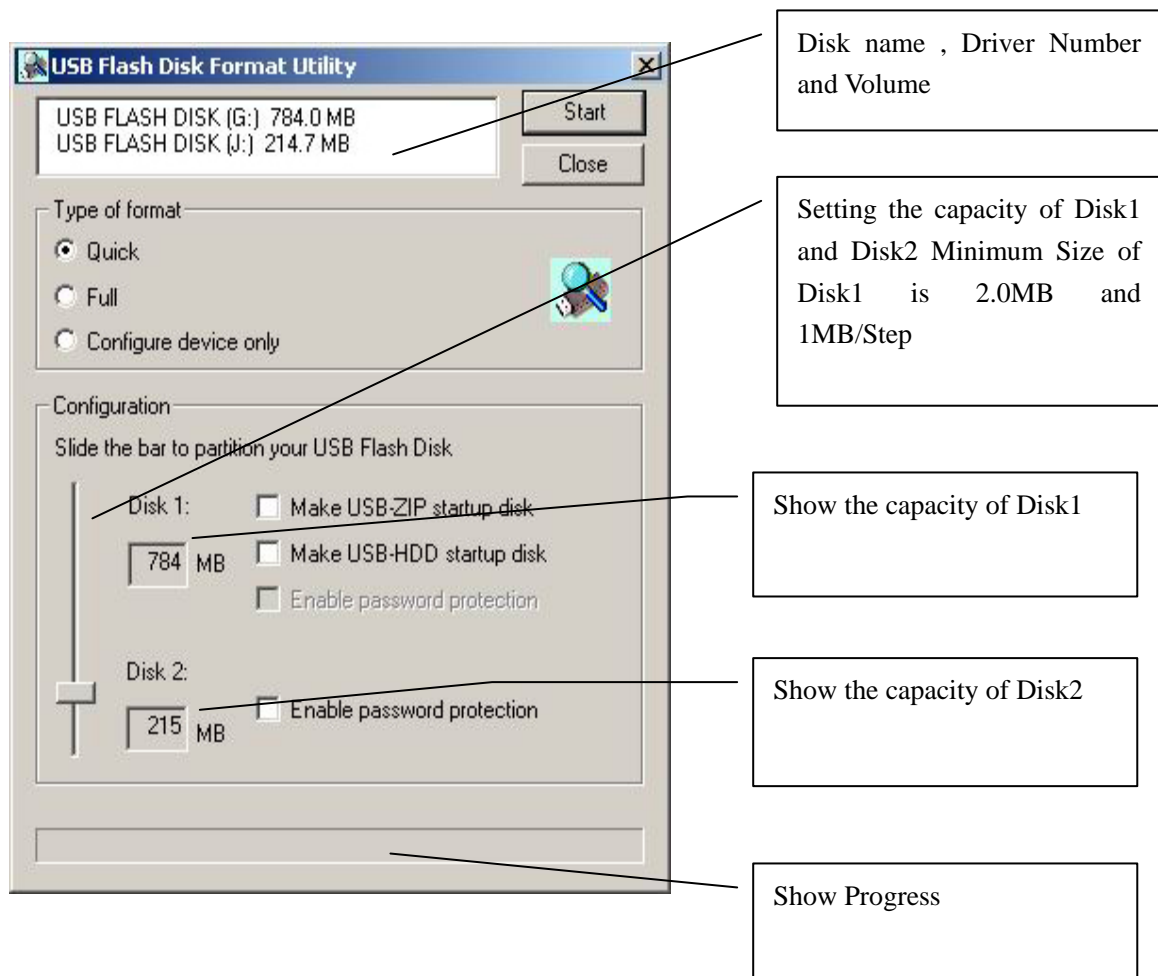 USB Flash Disk Format Utility
USB FLASH DISK (G:) 784.0 MB
USB FLASH DISK (J:) 214.7 MB
Start
Close
Type of format
Quick
Full
Configure device only
Configuration
Slide the bar to partition your USB Flash Disk
Disk 1:
784 MB
Make USB-ZIP startup disk
Make USB-HDD startup disk
Enable password protection
Disk 2:
215 MB
Enable password protection
Disk name , Driver Number
and Volume
Setting the capacity of Disk1
and Disk2 Minimum Size of
Disk1 is 2.0MB and
1MB/Step
Show the capacity of Disk1
Show the capacity of Disk2
Show Progress